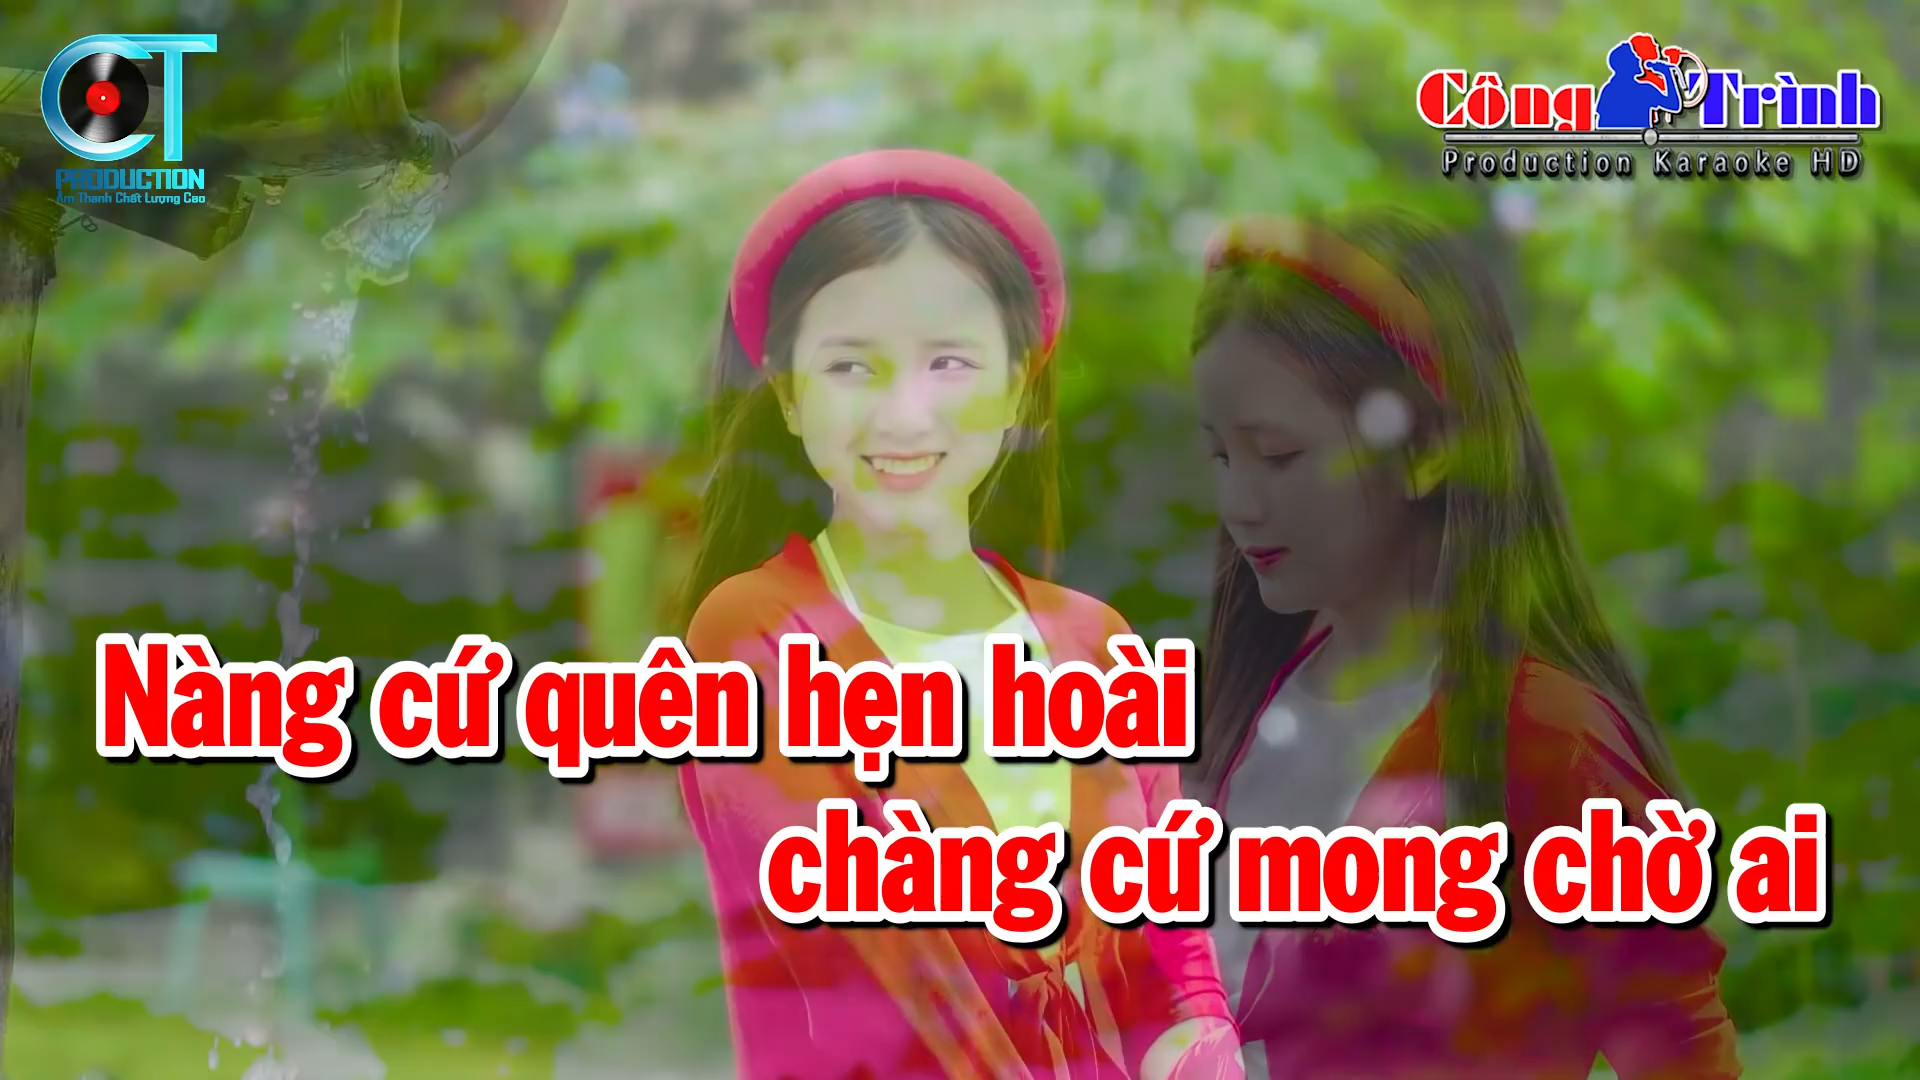 CT
PRODUCTION
Âm Thanh Chất Lượng Cao
Công Trình
Production Karaoke HD
Nàng cứ quên hẹn hoài
chàng cứ mong chờ ai